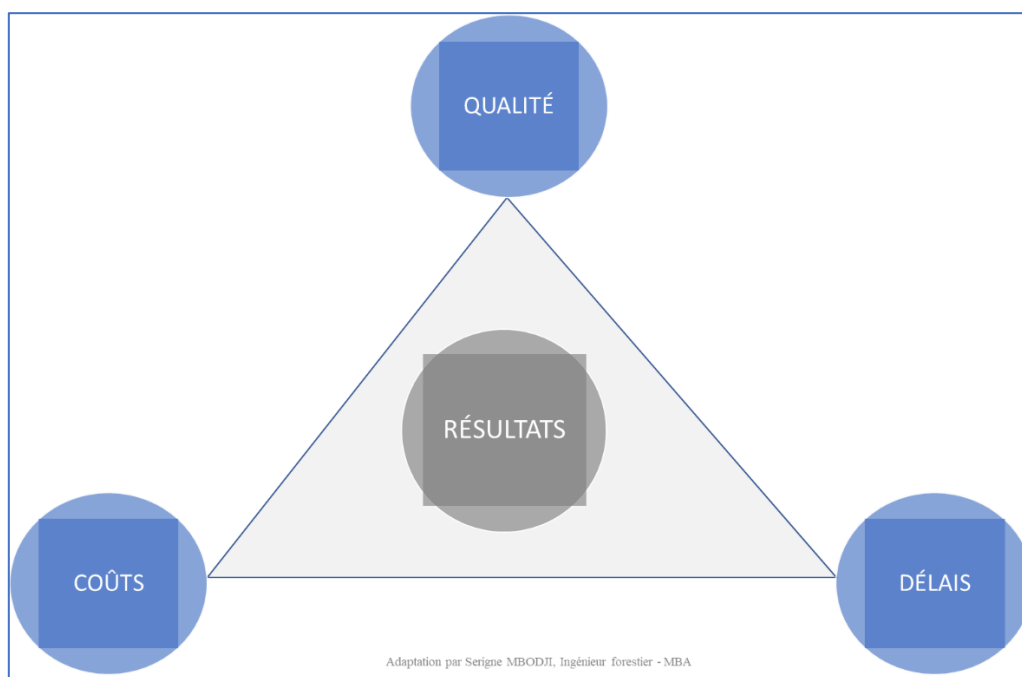 QUALITÉ
RÉSULTATS
COÛTS
DÉLAIS
Adaptation par Serigne MBODJI, Ingénieur forestier - MBA